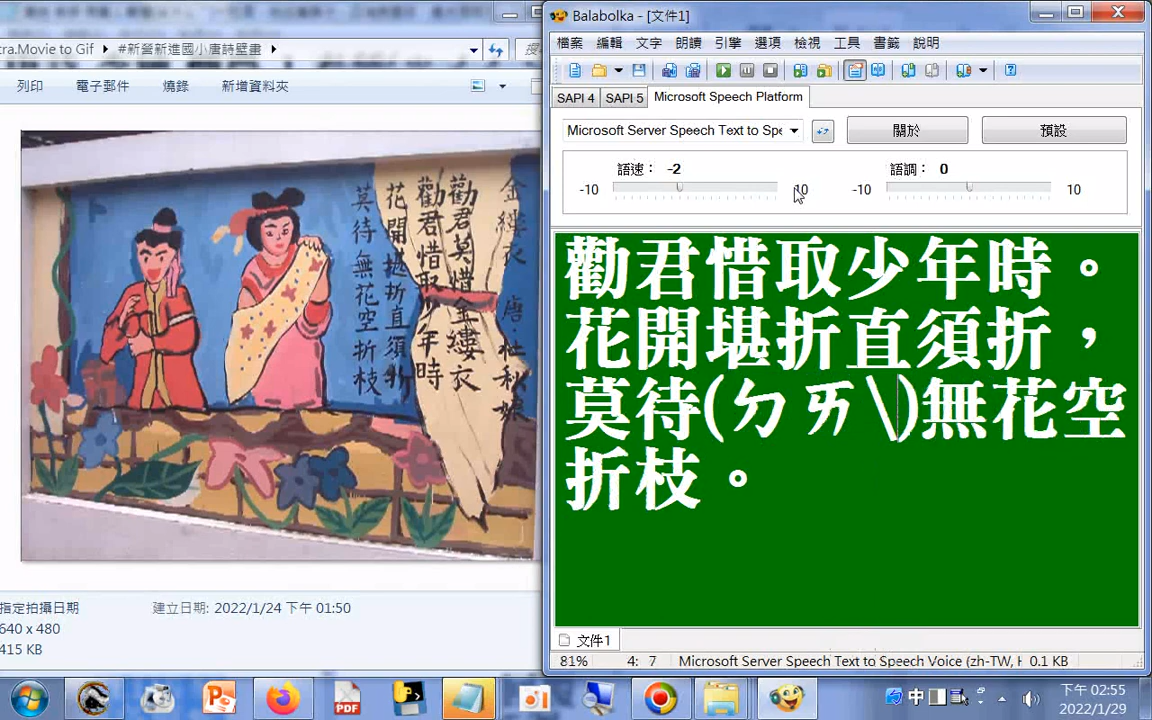 Balabolka - [文件1]
ctra.Movie to Gif
#新營新進國小唐詩壁畫
檔案 編輯 文字 朗讀 引擎 選項 檢視 工具 書籤 說明
列印 電子郵件 燒錄 新增資料夾
SAPI 4 SAPI 5 Microsoft Speech Platform
Microsoft Server Speech Text to Spe
關於 預設
語速： -2
-10 10
語調： 0
-10 10
金縷衣 唐．杜秋娘
勸君莫惜金縷衣
勸君惜取少年時
花開堪折直須折
莫待無花空折枝
勸君惜取少年時。
花開堪折直須折，
莫待(ㄉㄞˋ)無花空
折枝。
指定拍攝日期 建立日期: 2022/1/24 下午 01:50
640 x 480
415 KB
文件1
81% 4: 7 Microsoft Server Speech Text to Speech Voice (zh-TW, H 0.1 KB
PDF
中
下午 02:55
2022/1/29